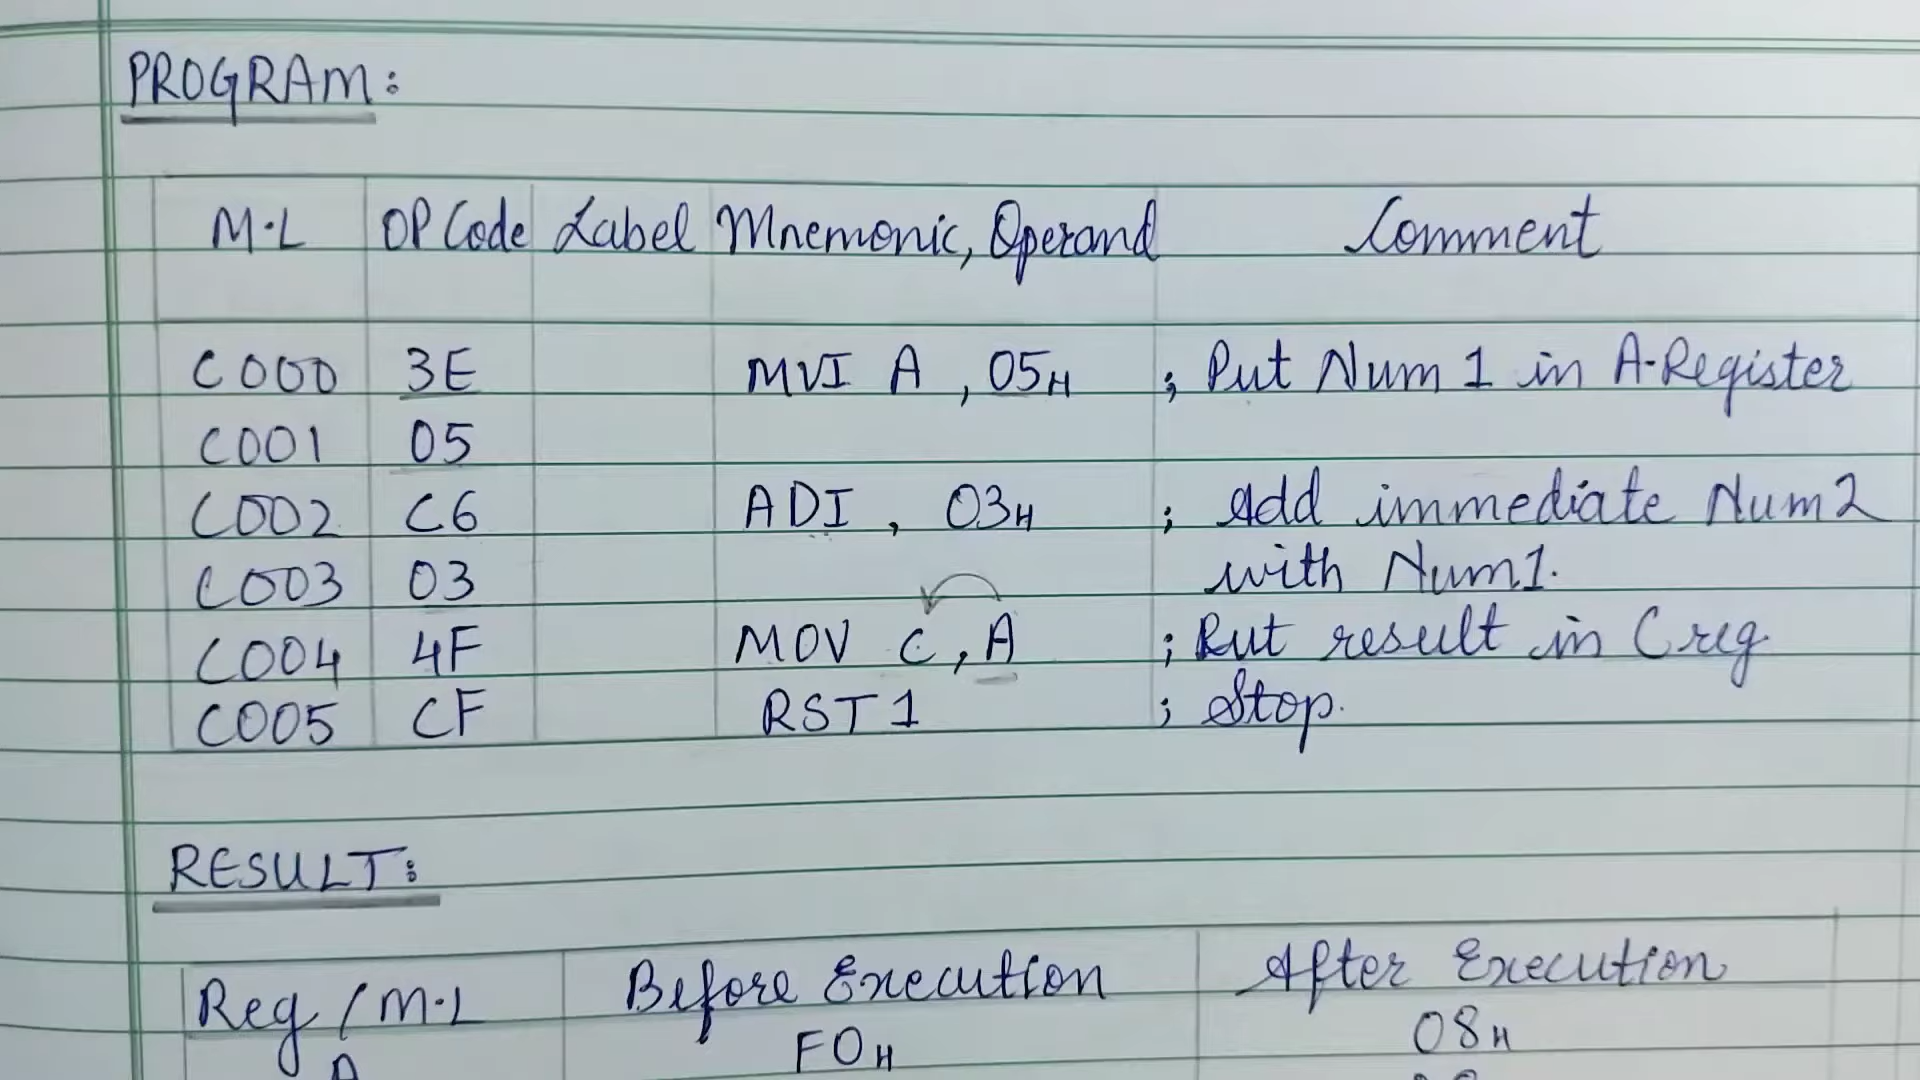 PROGRAM:
M·L OP Code Label Mnemonic, Operand Comment
C000 3E MVI A , 05H ; Put Num 1 in A-Register
C001 05
C002 C6 ADI , 03H ; Add immediate Num2
C003 03 with Num1.
C004 4F MOV C, A ; Put result in C reg
C005 CF RST 1 ; Stop.
RESULT:
Reg / M·L Before Execution After Execution
A F0H 08H